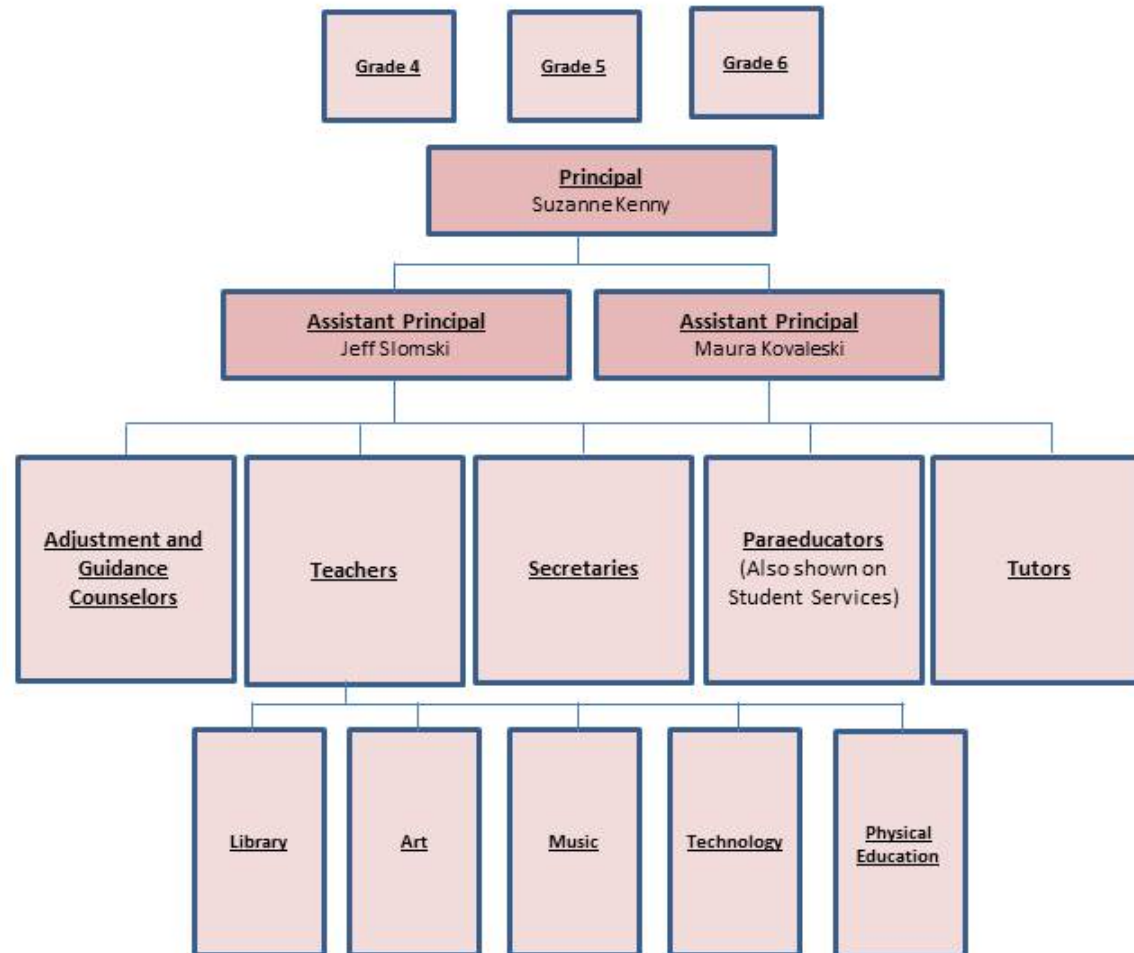 Grade 4
Grade 5
Grade 6
Principal
Suzanne Kenny
Assistant Principal
Jeff Slomski
Assistant Principal
Maura Kovaleski
Adjustment and
Guidance
Counselors
Teachers
Secretaries
Paraeducators
(Also shown on
Student Services)
Tutors
Library
Art
Music
Technology
Physical
Education